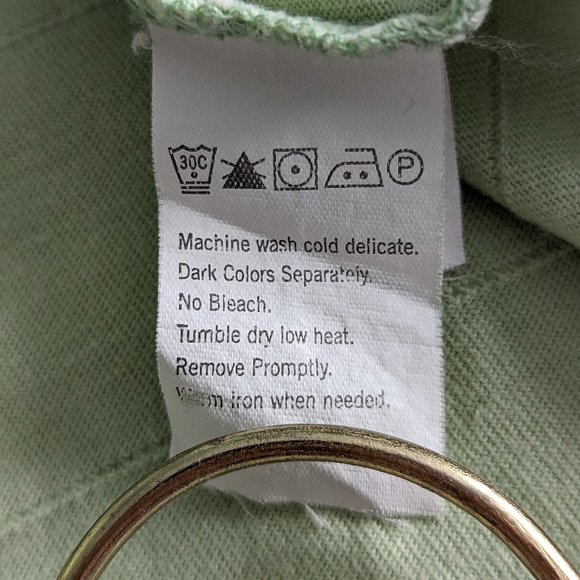 30C P
Machine wash cold delicate.
Dark Colors Separately.
No Bleach.
Tumble dry low heat.
Remove Promptly.
Warm iron when needed.